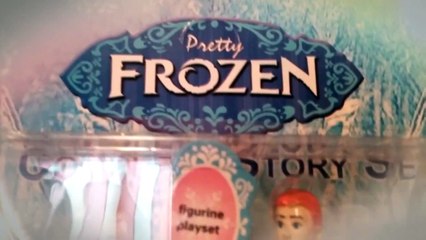 Pretty
FROZEN
STORY SE
figurine
playset